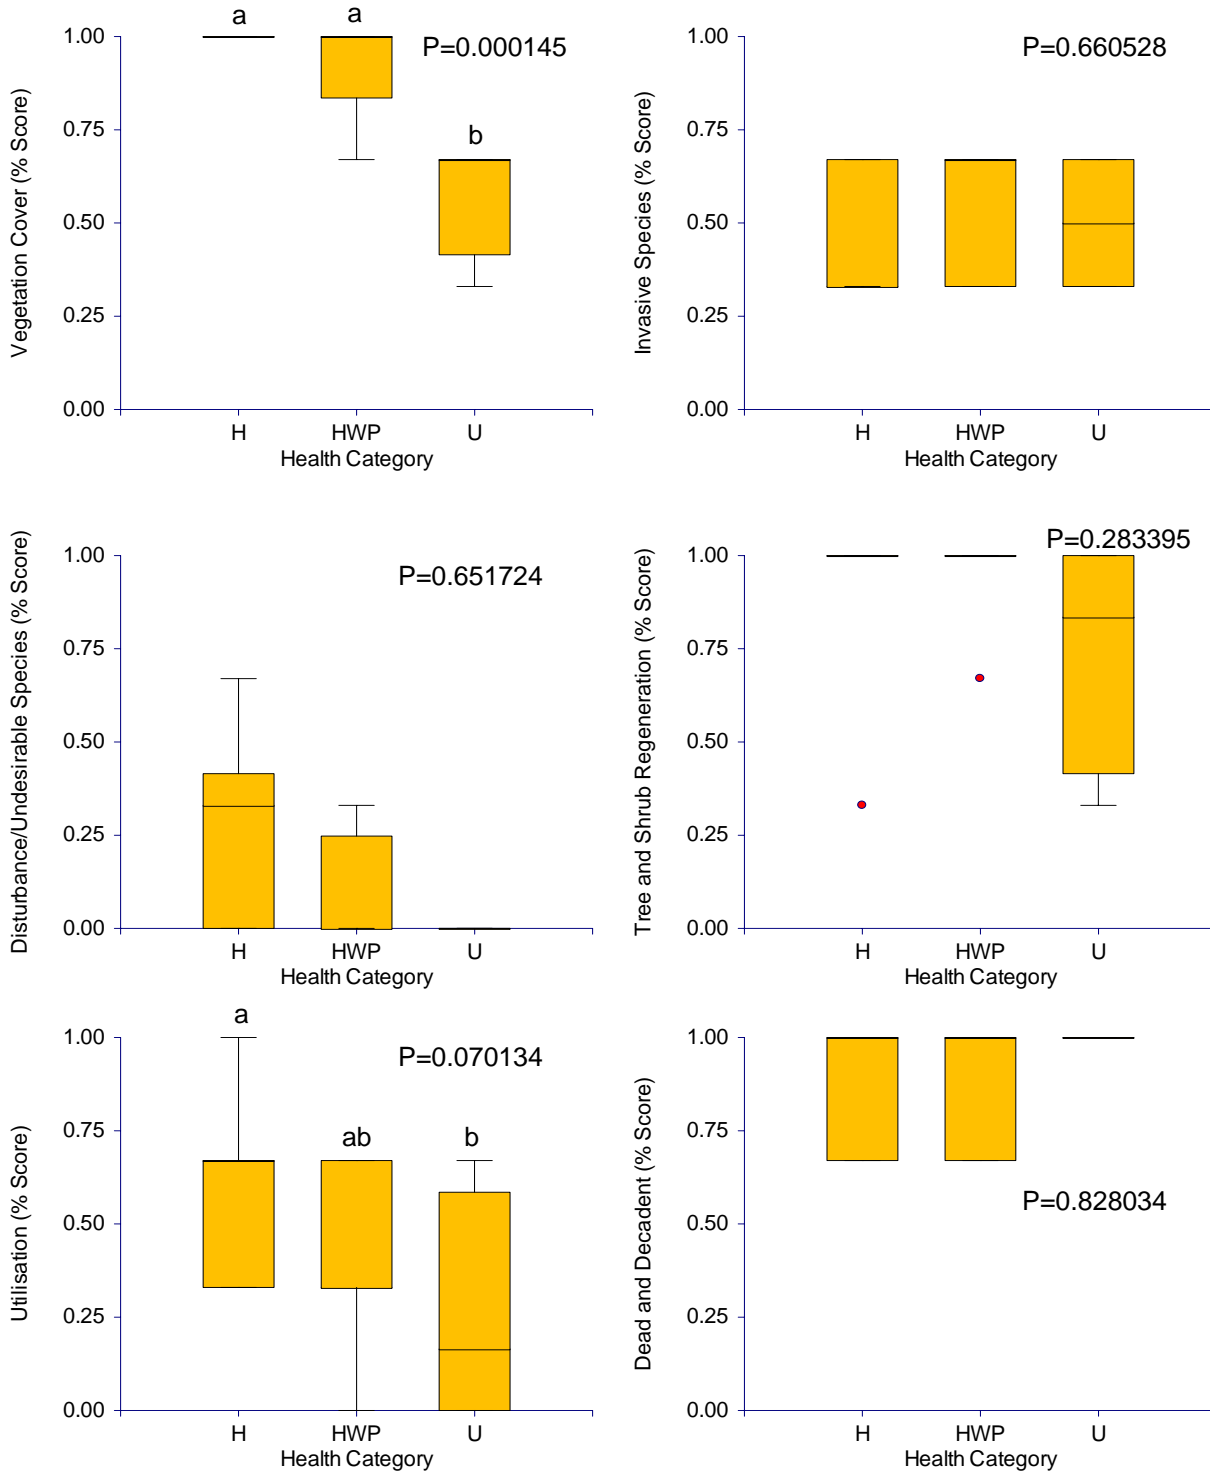 a
a
P=0.000145
b
1.00
0.75
0.50
0.25
0.00
Vegetation Cover (% Score)
H
HWP
U
Health Category
P=0.660528
1.00
0.75
0.50
0.25
0.00
Invasive Species (% Score)
H
HWP
U
Health Category
P=0.651724
1.00
0.75
0.50
0.25
0.00
Disturbance/Undesirable Species (% Score)
H
HWP
U
Health Category
P=0.283395
1.00
0.75
0.50
0.25
0.00
Tree and Shrub Regeneration (% Score)
H
HWP
U
Health Category
a
P=0.070134
ab
b
1.00
0.75
0.50
0.25
0.00
Utilisation (% Score)
H
HWP
U
Health Category
1.00
0.75
0.50
0.25
0.00
P=0.828034
Dead and Decadent (% Score)
H
HWP
U
Health Category